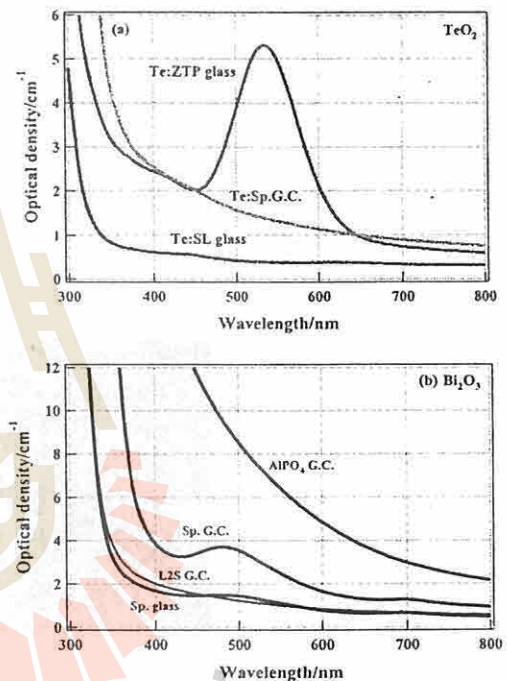 (a)
TeO₂
Te:ZTP glass
Te:Sp.G.C.
Te:SL glass
Optical density/cm⁻¹
6
5
4
3
2
1
0
300 400 500 600 700 800
Wavelength/nm
(b) Bi₂O₃
AlPO₄ G.C.
Sp. G.C.
L2S G.C.
Sp. glass
Optical density/cm⁻¹
12
10
8
6
4
2
0
300 400 500 600 700 800
Wavelength/nm